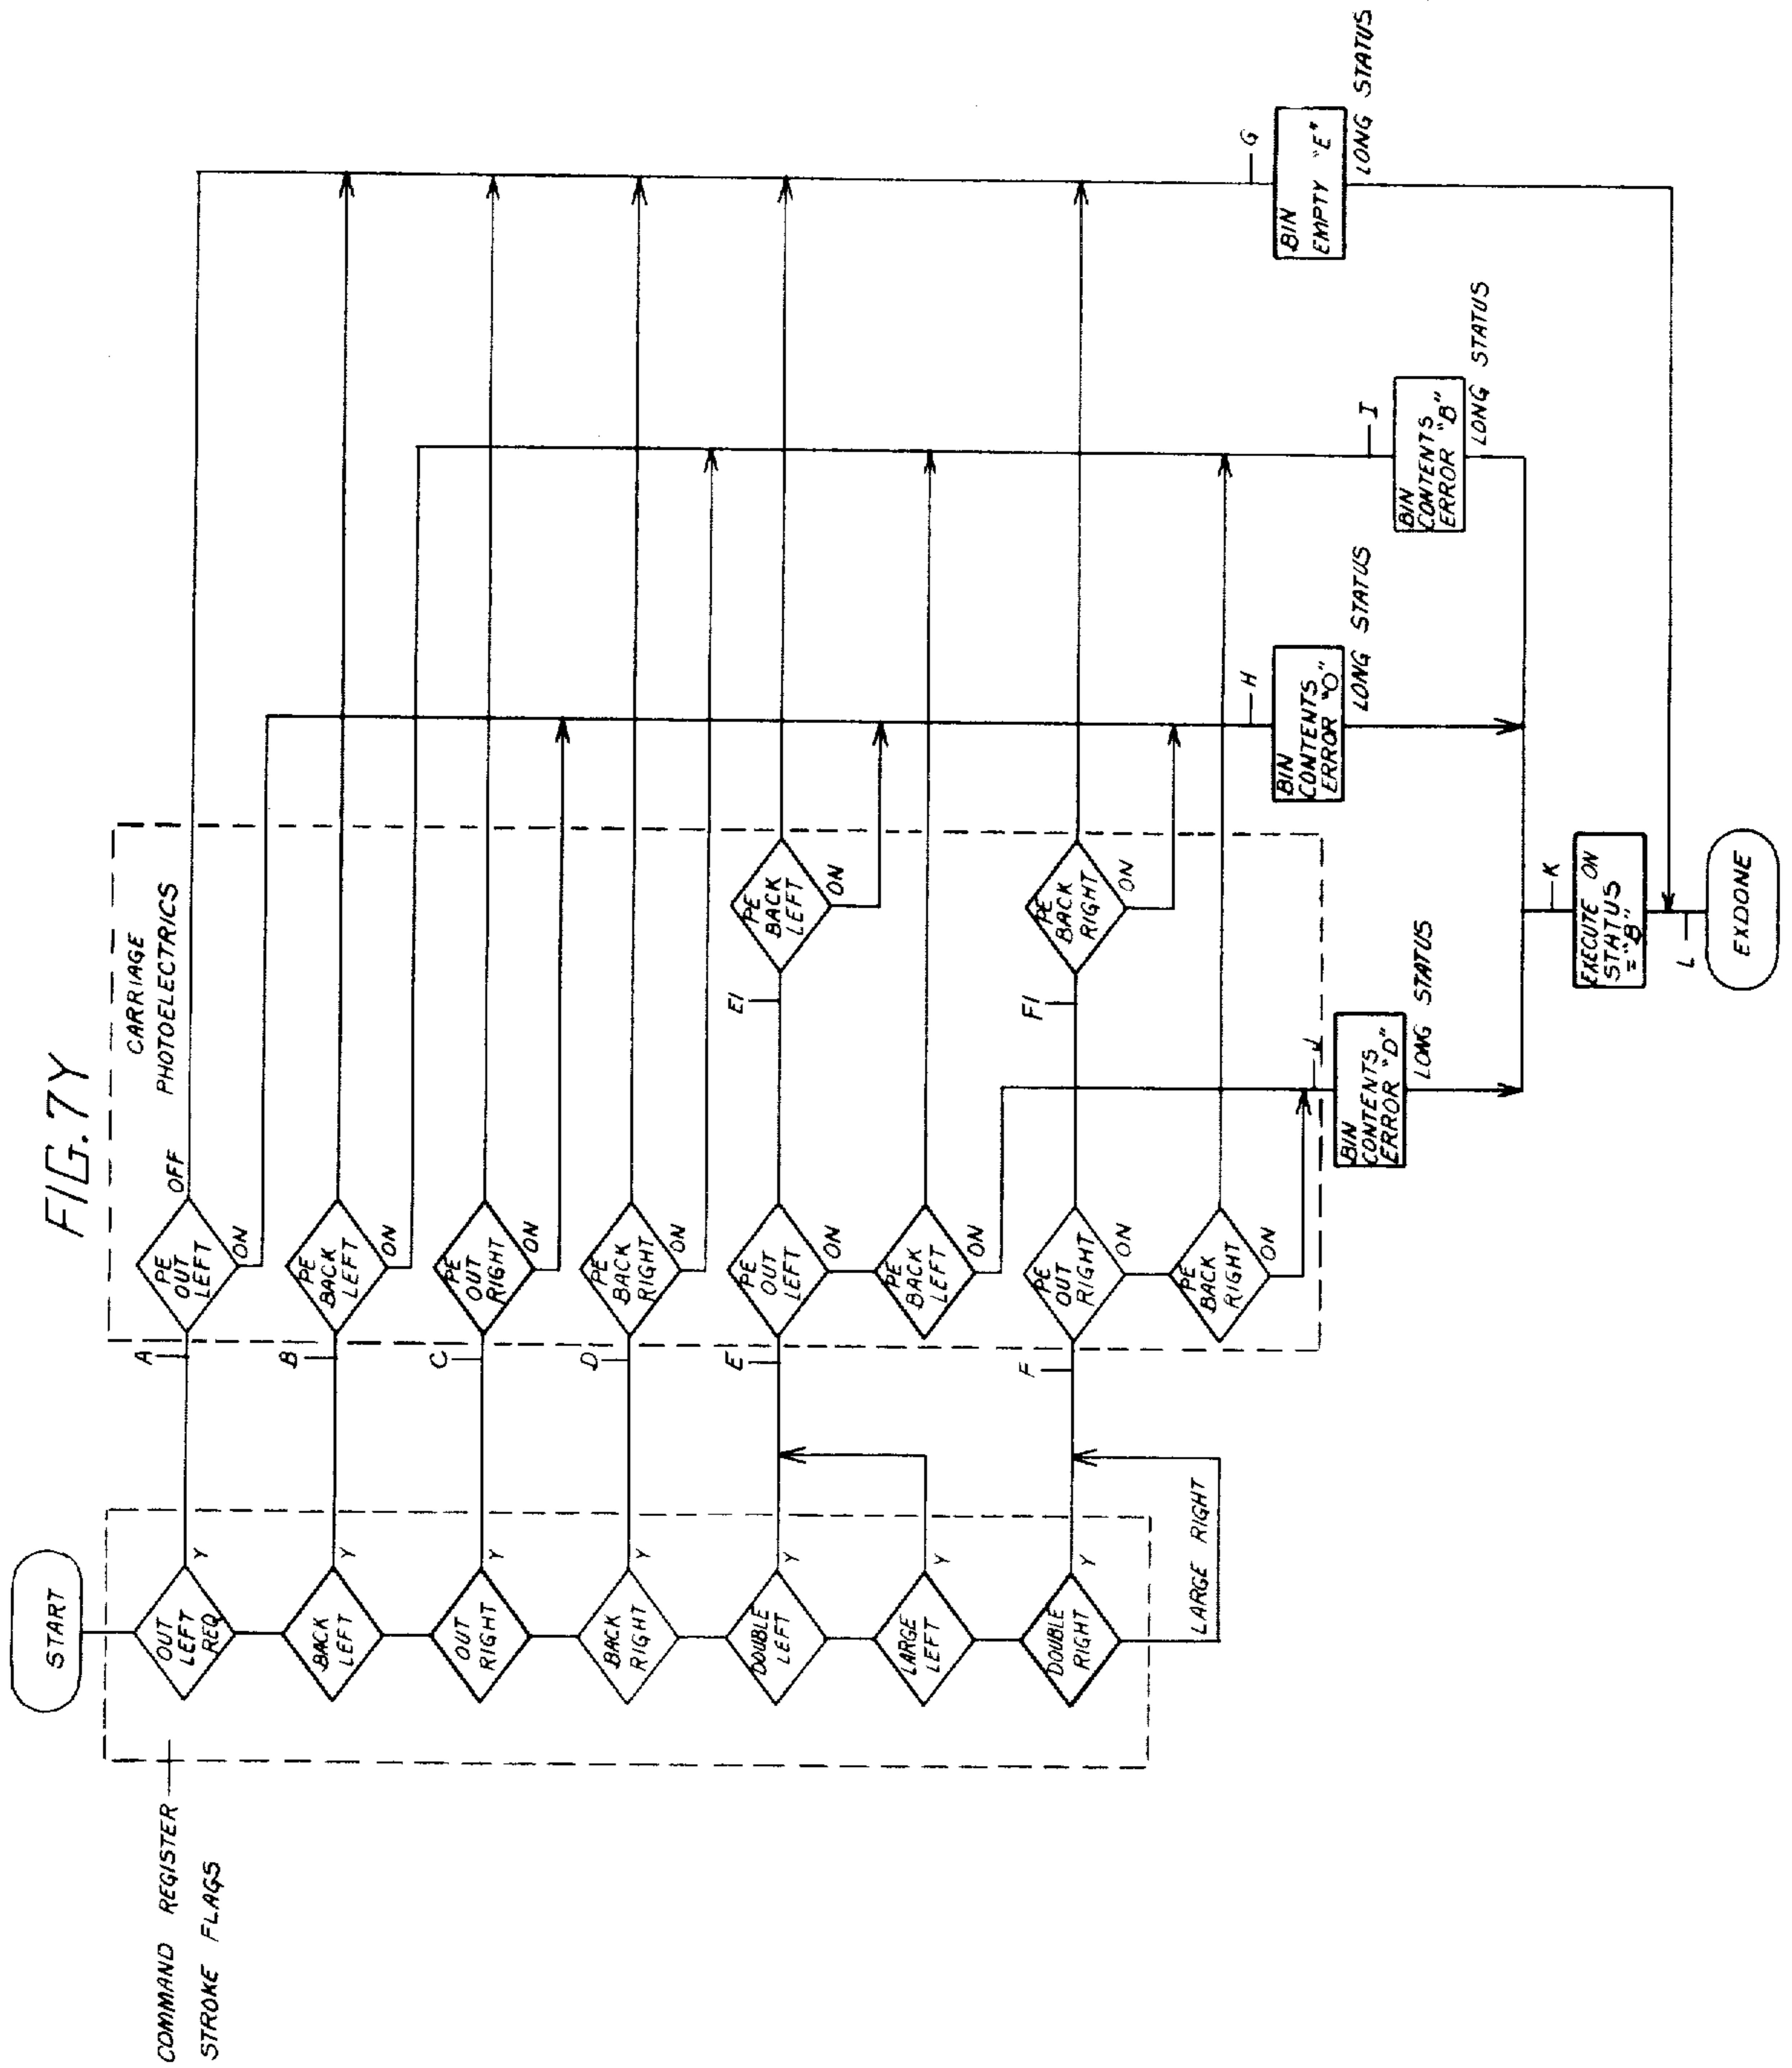 FIG. 7Y
COMMAND REGISTER
STROKE FLAGS
START
CARRIAGE
PHOTOELECTRICS
OUT
LEFT
REQ
Y
A
PE
OUT
LEFT
OFF
ON
BACK
LEFT
Y
B
PE
BACK
LEFT
ON
OUT
RIGHT
Y
C
PE
OUT
RIGHT
ON
BACK
RIGHT
Y
D
PE
BACK
RIGHT
ON
DOUBLE
LEFT
Y
E
PE
OUT
LEFT
ON
E1
PE
BACK
LEFT
ON
LARGE
LEFT
Y
PE
BACK
LEFT
ON
DOUBLE
RIGHT
Y
F
PE
OUT
RIGHT
ON
F1
PE
BACK
RIGHT
ON
LARGE RIGHT
PE
BACK
RIGHT
ON
J
BIN
CONTENTS
ERROR "D"
LONG STATUS
H
BIN
CONTENTS
ERROR "O"
LONG STATUS
I
BIN
CONTENTS
ERROR "B"
LONG STATUS
G
BIN
EMPTY "E"
LONG STATUS
K
EXECUTE ON
STATUS
="B"
L
EXDONE